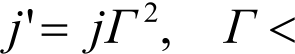 j' = jΓ², Γ <